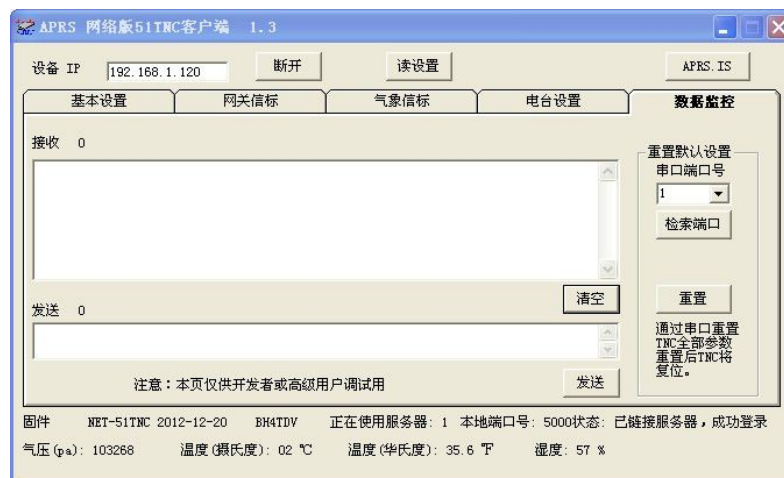 APRS 网络版51TNC客户端 1.3
设备 IP 192.168.1.120 断开 读设置 APRS.IS
基本设置 网关信标 气象信标 电台设置 数据监控
接收 0
重置默认设置
串口端口号
1
检索端口
清空
重置
发送 0
通过串口重置
TNC全部参数
重置后TNC将
复位。
注意：本页仅供开发者或高级用户调试用 发送
固件 NET-51TNC 2012-12-20 BH4TDV 正在使用服务器: 1 本地端口号: 5000状态: 已链接服务器，成功登录
气压(pa): 103268 温度(摄氏度): 02 ℃ 温度(华氏度): 35.6 ℉ 湿度: 57 %